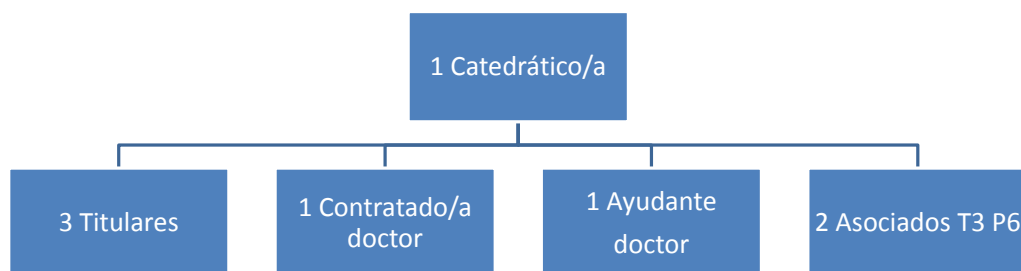 1 Catedrático/a
3 Titulares
1 Contratado/a
doctor
1 Ayudante
doctor
2 Asociados T3 P6